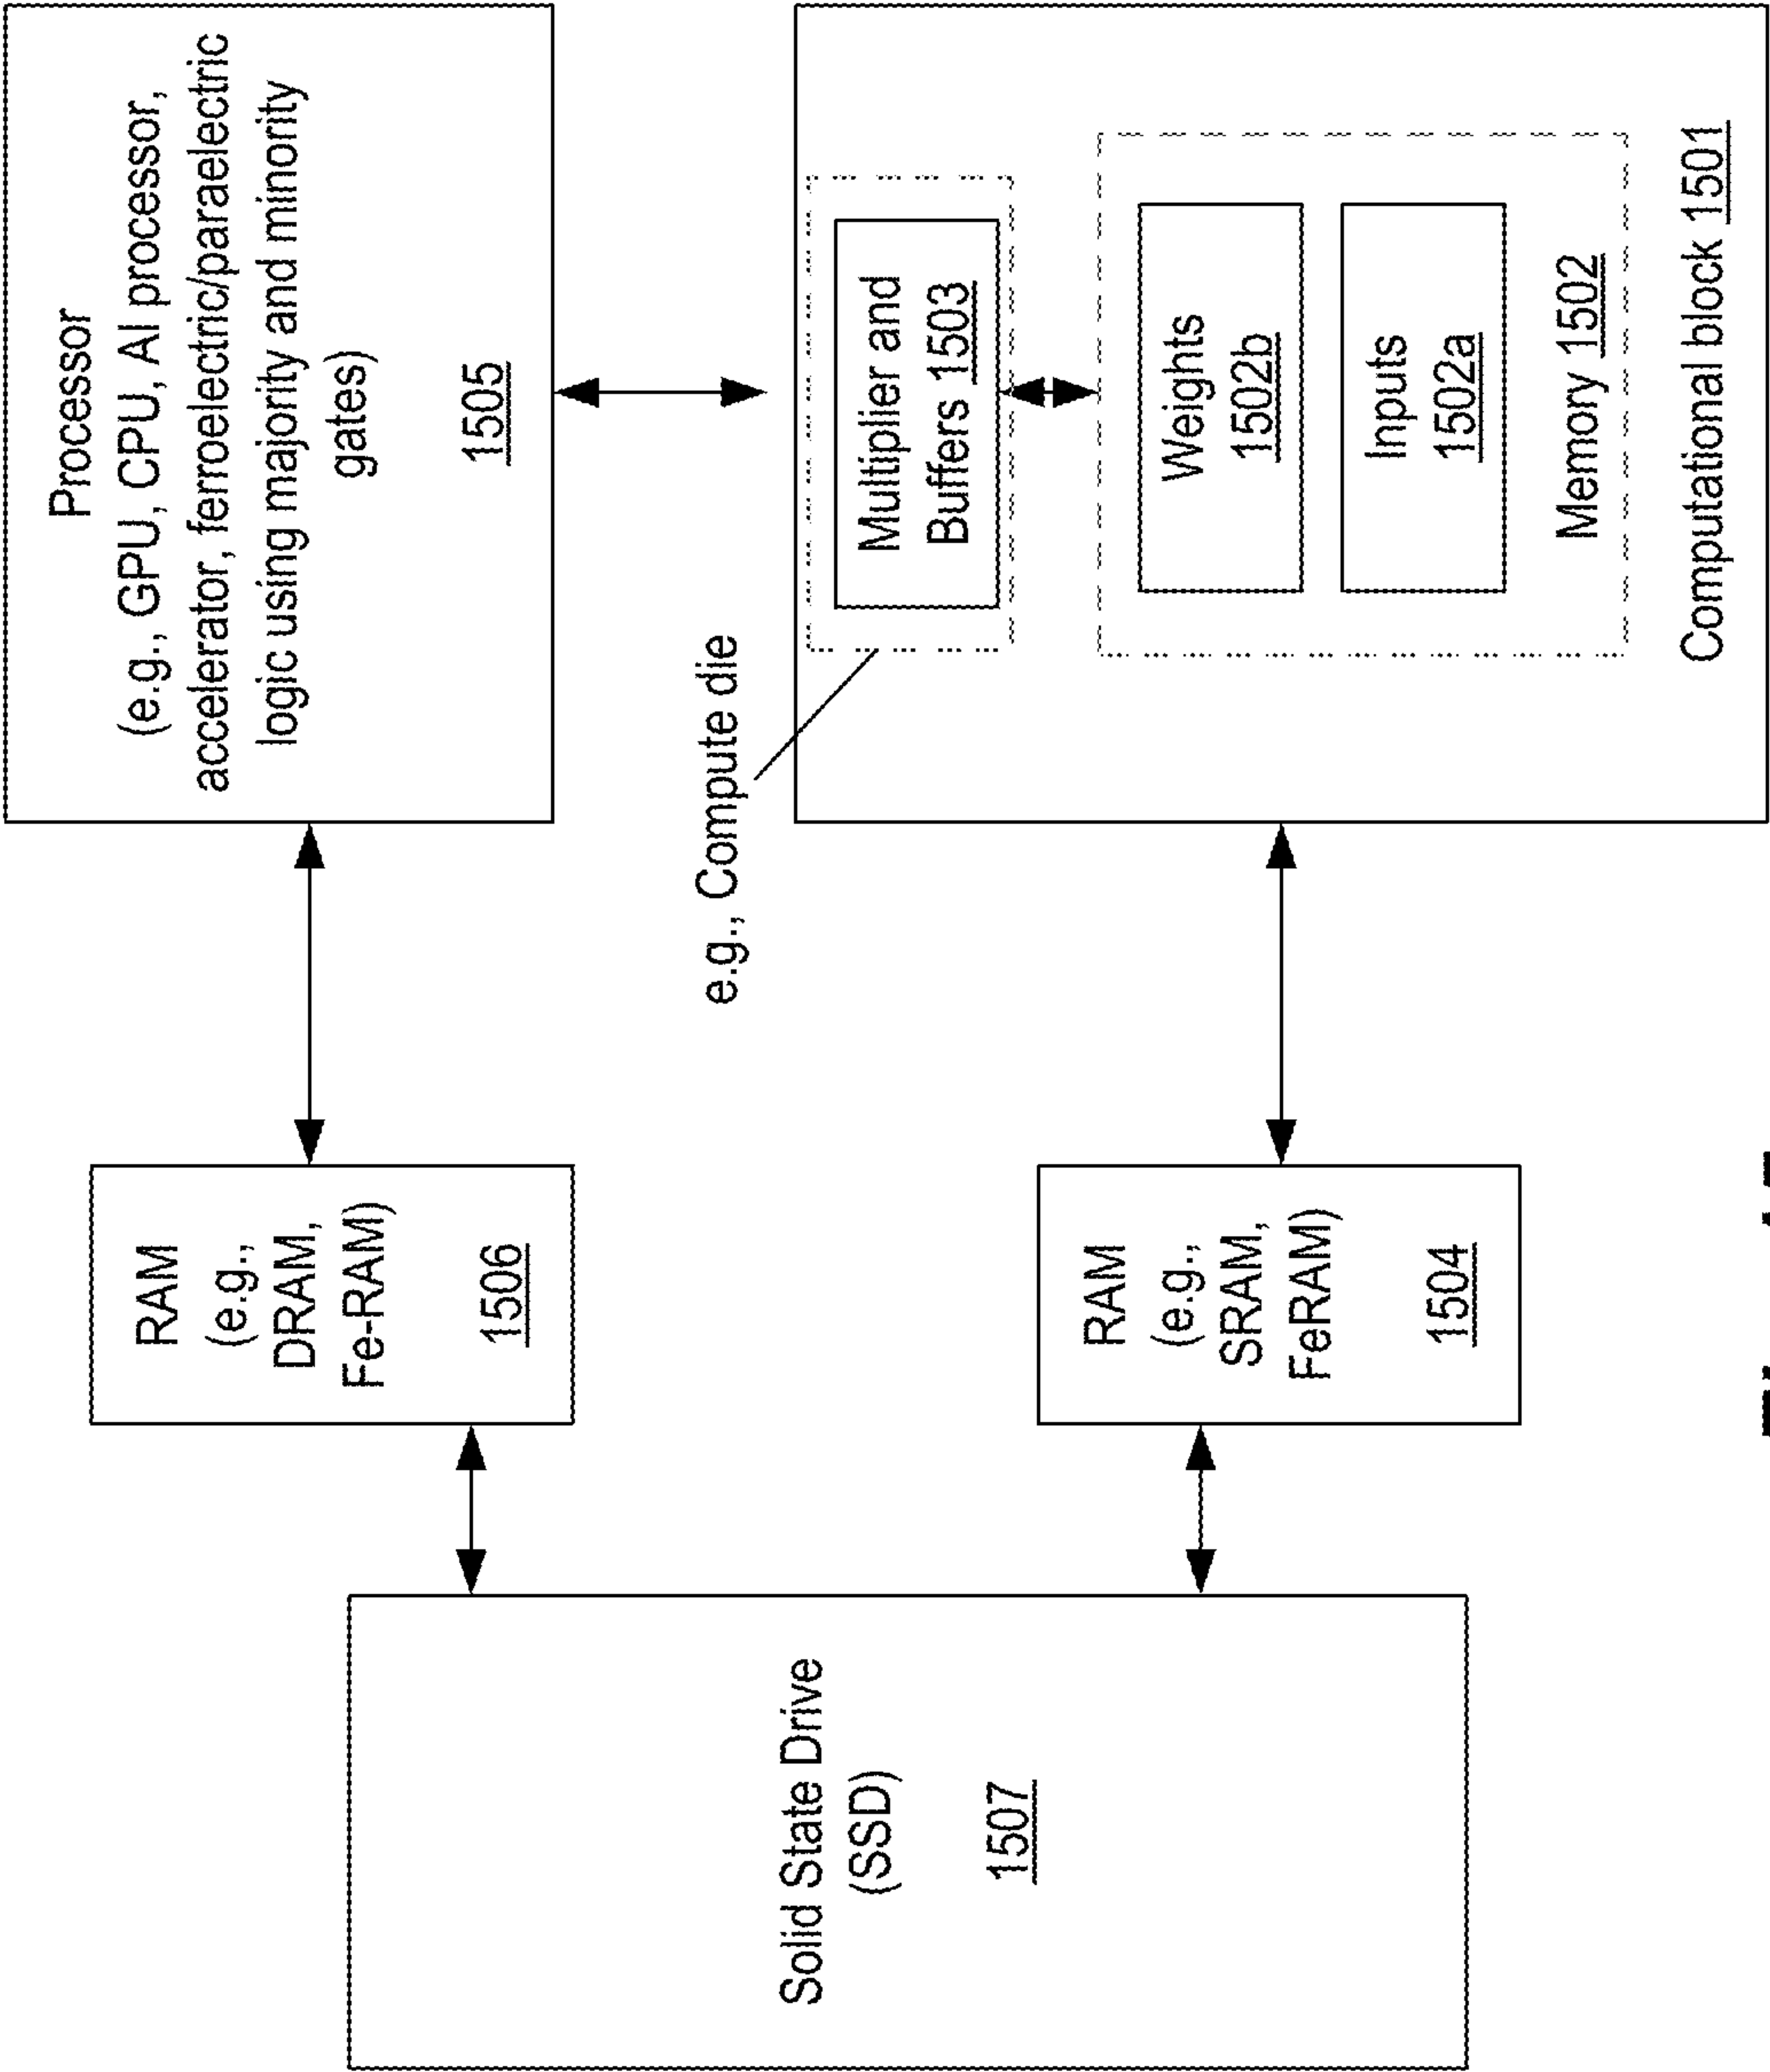 Solid State Drive
(SSD)
1507
RAM
(e.g.,
DRAM,
Fe-RAM)
1506
Processor
(e.g., GPU, CPU, AI processor,
accelerator, ferroelectric/paraelectric
logic using majority and minority
gates)
1505
RAM
(e.g.,
SRAM,
FeRAM)
1504
e.g., Compute die
Multiplier and
Buffers 1503
Weights
1502b
Inputs
1502a
Memory 1502
Computational block 1501